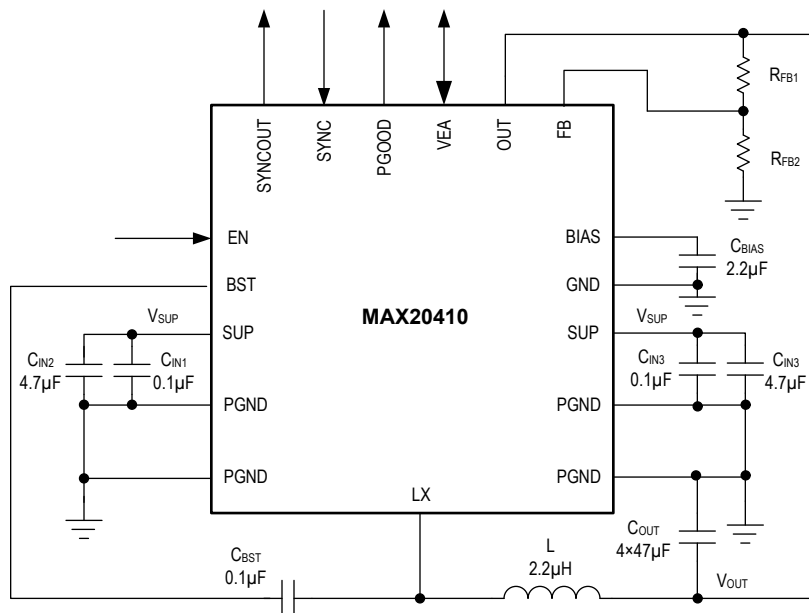 SYNCOUT
SYNC
PGOOD
VEA
OUT
FB
RFB1
RFB2
EN
BST
VSUP
SUP
CIN2
4.7µF
CIN1
0.1µF
PGND
PGND
MAX20410
BIAS
CBIAS
2.2µF
GND
VSUP
SUP
CIN3
0.1µF
CIN3
4.7µF
PGND
PGND
LX
CBST
0.1µF
L
2.2µH
COUT
4×47µF
VOUT